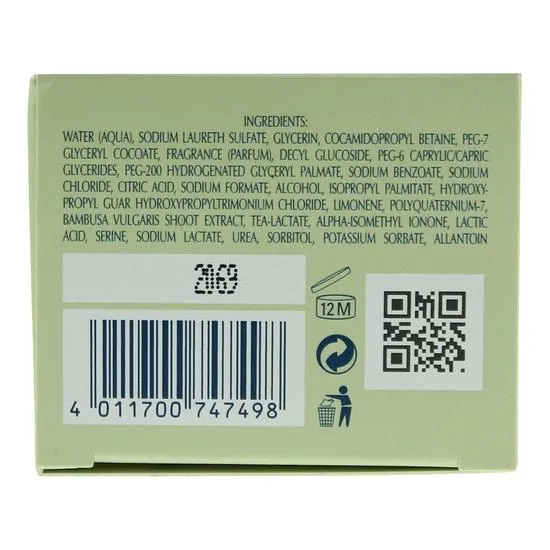 INGREDIENTS:
WATER (AQUA), SODIUM LAURETH SULFATE, GLYCERIN, COCAMIDOPROPYL BETAINE, PEG-7
GLYCERYL COCOATE, FRAGRANCE (PARFUM), DECYL GLUCOSIDE, PEG-6 CAPRYLIC/CAPRIC
GLYCERIDES, PEG-200 HYDROGENATED GLYCERYL PALMATE, SODIUM BENZOATE, SODIUM
CHLORIDE, CITRIC ACID, SODIUM FORMATE, ALCOHOL, ISOPROPYL PALMITATE, HYDROXY-
PROPYL GUAR HYDROXYPROPYLTRIMONIUM CHLORIDE, LIMONENE, POLYQUATERNIUM-7,
BAMBUSA VULGARIS SHOOT EXTRACT, TEA-LACTATE, ALPHA-ISOMETHYL IONONE, LACTIC
ACID, SERINE, SODIUM LACTATE, UREA, SORBITOL, POTASSIUM SORBATE, ALLANTOIN
12 M
4 011700 747498